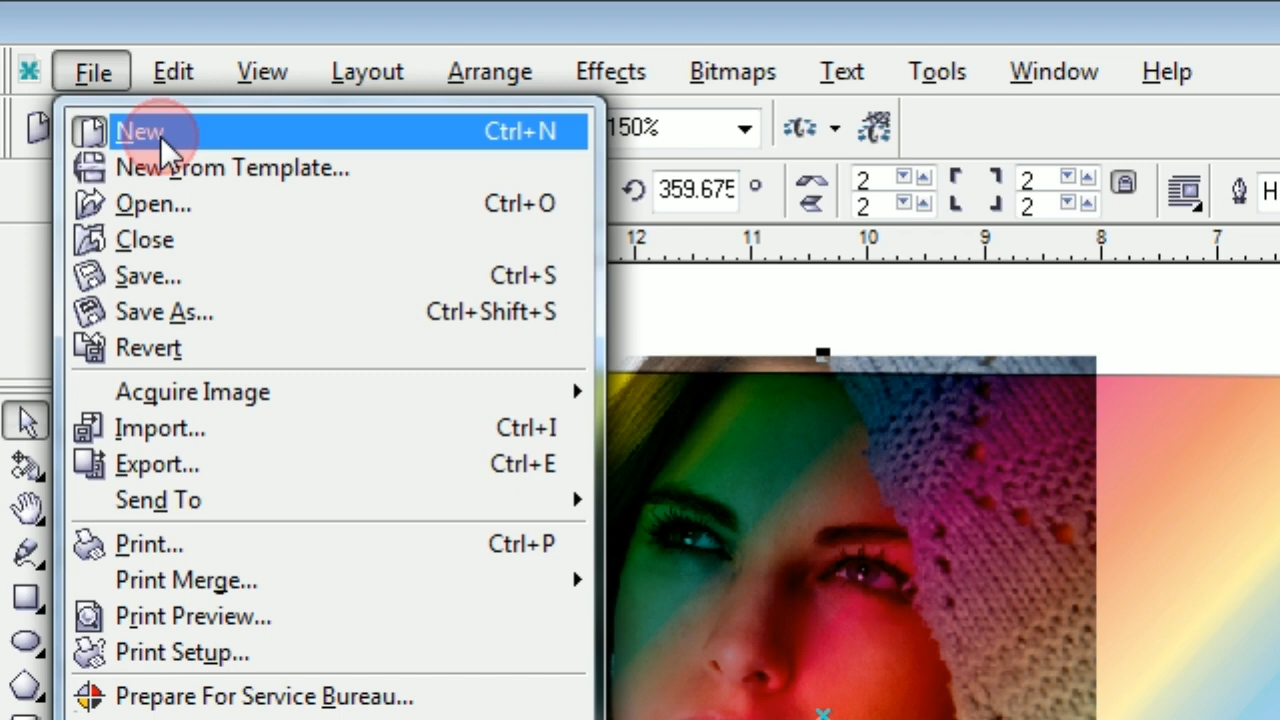 File Edit View Layout Arrange Effects Bitmaps Text Tools Window Help
New Ctrl+N
150%
New From Template...
359.675 °
2 2
2 2
Open... Ctrl+O
Close
12 11 10 9 8 7
Save... Ctrl+S
Save As... Ctrl+Shift+S
Revert
Acquire Image
Import... Ctrl+I
Export... Ctrl+E
Send To
Print... Ctrl+P
Print Merge...
Print Preview...
Print Setup...
Prepare For Service Bureau...